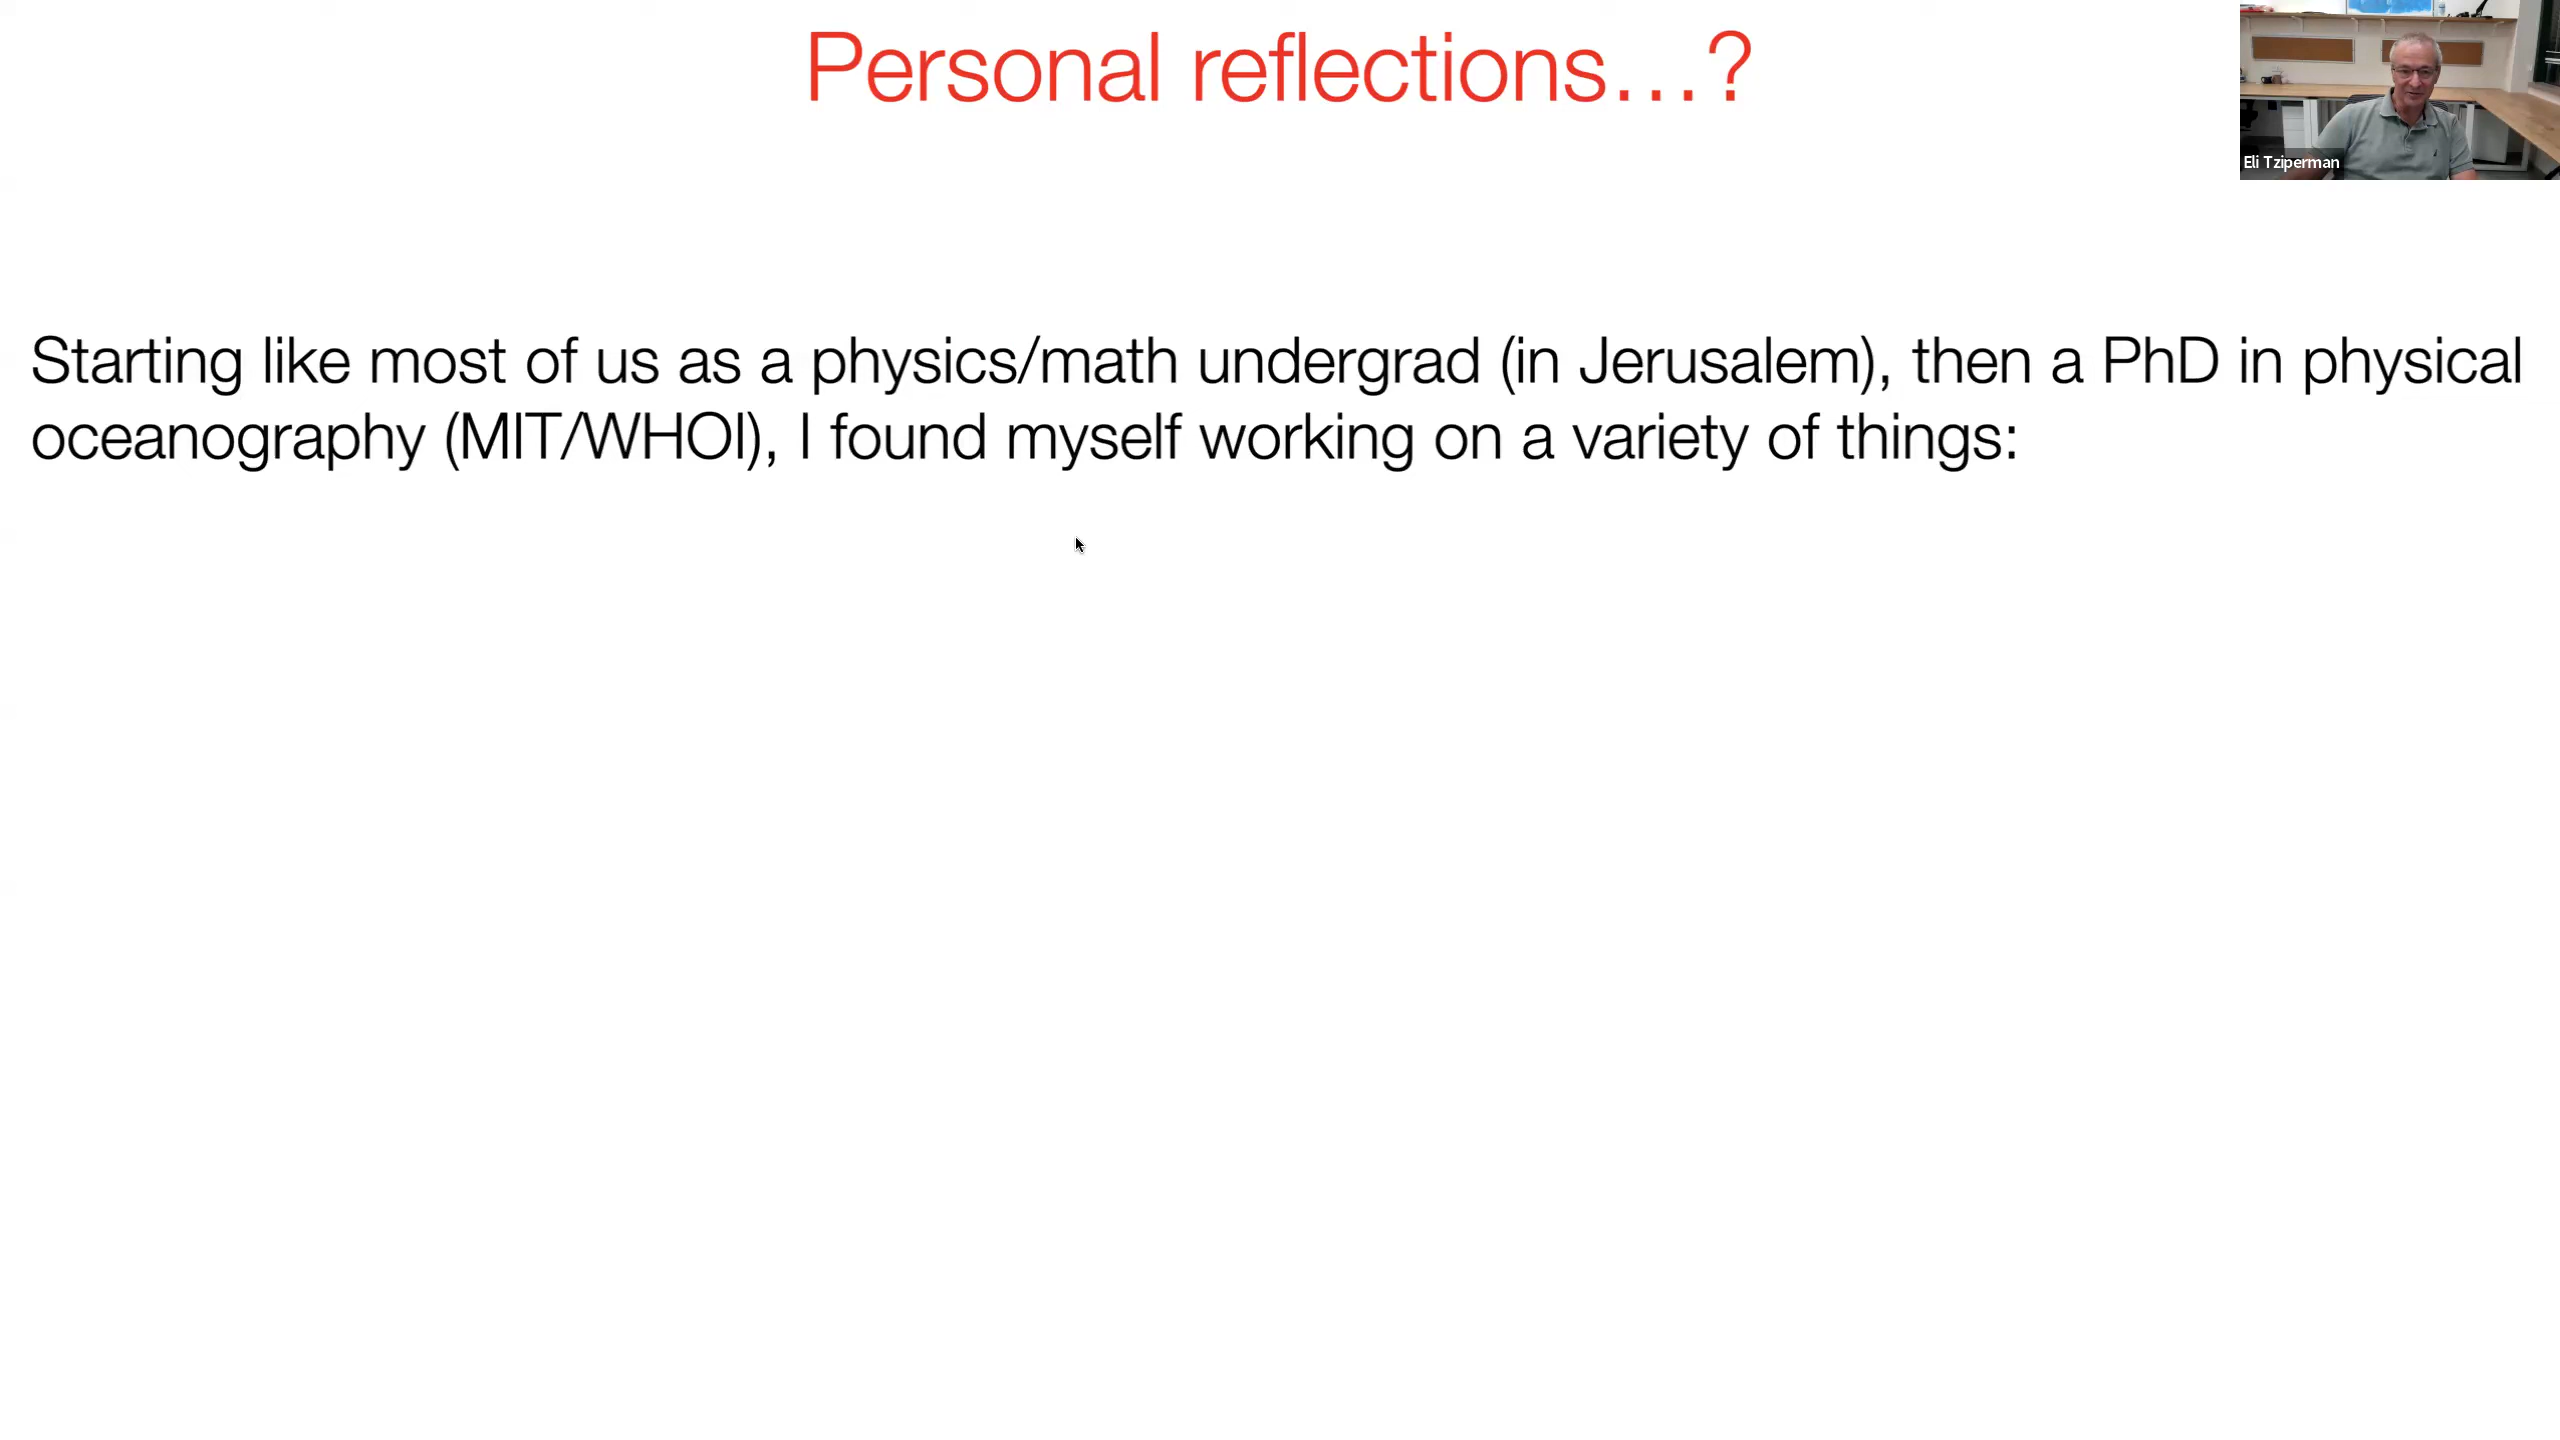 Personal reflections…?
Eli Tziperman
Starting like most of us as a physics/math undergrad (in Jerusalem), then a PhD in physical
oceanography (MIT/WHOI), I found myself working on a variety of things: